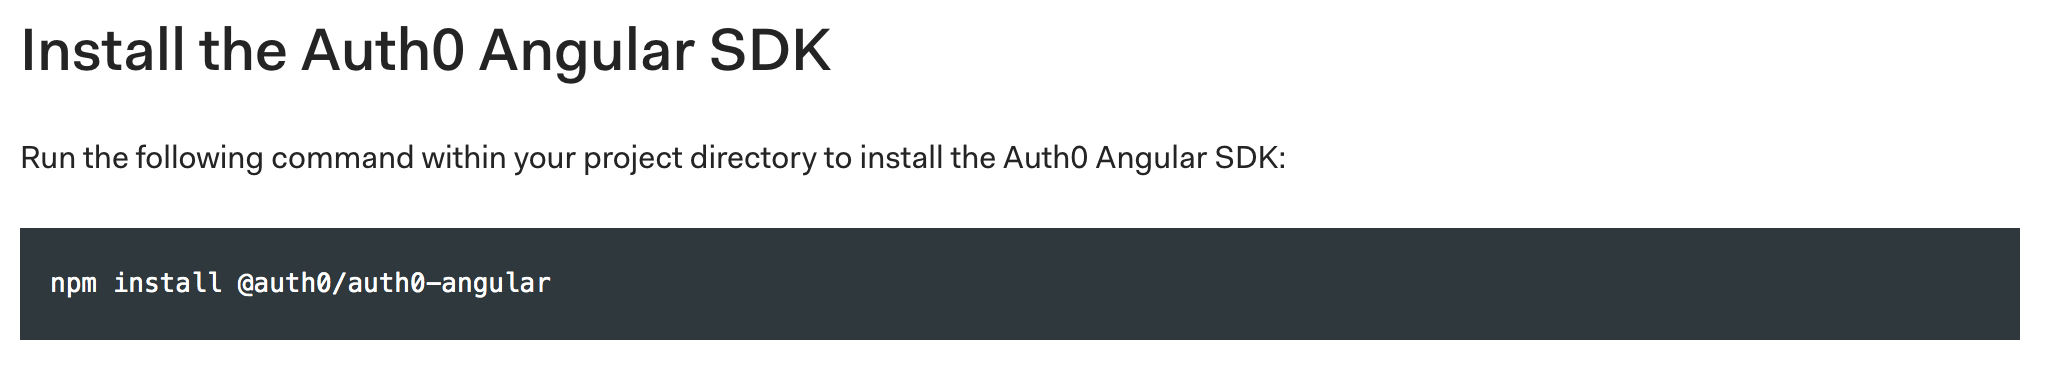 Install the Auth0 Angular SDK
Run the following command within your project directory to install the Auth0 Angular SDK:
npm install @auth0/auth0-angular